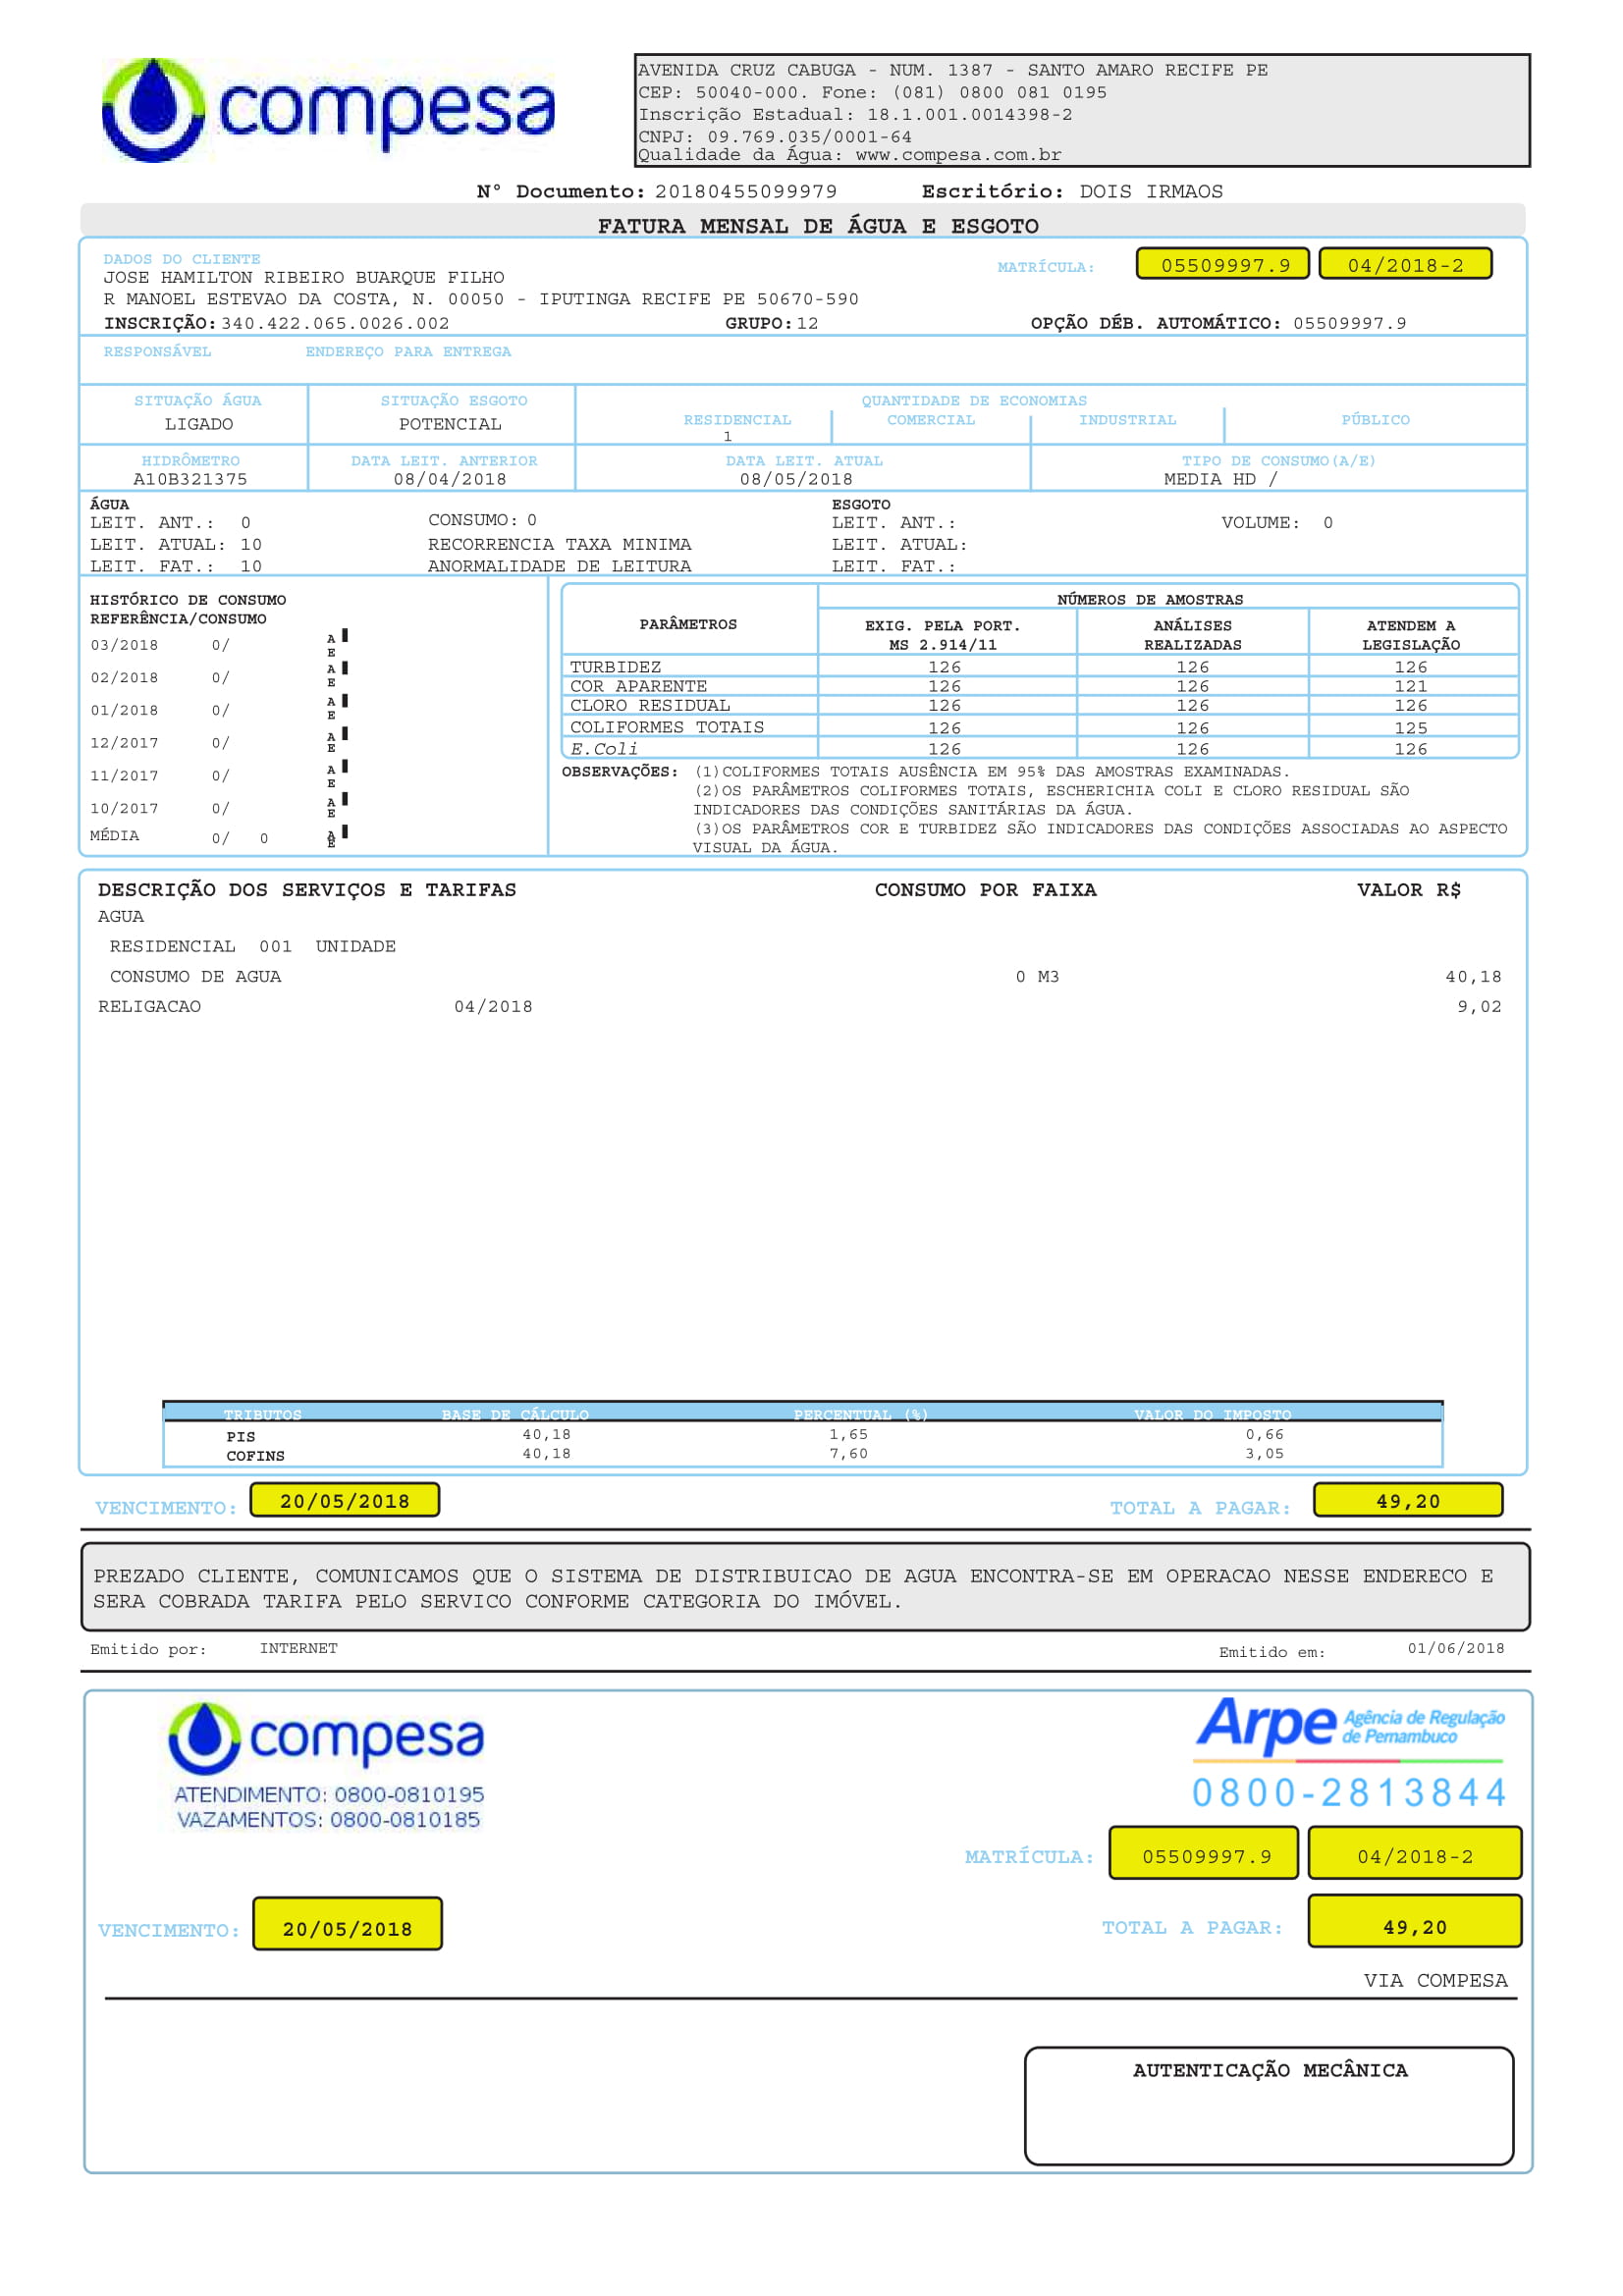 compesa
AVENIDA CRUZ CABUGA - NUM. 1387 - SANTO AMARO RECIFE PE
CEP: 50040-000. Fone: (081) 0800 081 0195
Inscrição Estadual: 18.1.001.0014398-2
CNPJ: 09.769.035/0001-64
Qualidade da Água: www.compesa.com.br
N° Documento: 20180455099979 Escritório: DOIS IRMAOS
FATURA MENSAL DE ÁGUA E ESGOTO
DADOS DO CLIENTE
JOSE HAMILTON RIBEIRO BUARQUE FILHO
MATRÍCULA: 05509997.9 04/2018-2
R MANOEL ESTEVAO DA COSTA, N. 00050 - IPUTINGA RECIFE PE 50670-590
INSCRIÇÃO: 340.422.065.0026.002 GRUPO: 12 OPÇÃO DÉB. AUTOMÁTICO: 05509997.9
RESPONSÁVEL ENDEREÇO PARA ENTREGA
SITUAÇÃO ÁGUA SITUAÇÃO ESGOTO QUANTIDADE DE ECONOMIAS
LIGADO POTENCIAL RESIDENCIAL COMERCIAL INDUSTRIAL PÚBLICO
1
HIDRÔMETRO DATA LEIT. ANTERIOR DATA LEIT. ATUAL TIPO DE CONSUMO(A/E)
A10B321375 08/04/2018 08/05/2018 MEDIA HD /
ÁGUA ESGOTO
LEIT. ANT.: 0 CONSUMO: 0 LEIT. ANT.: VOLUME: 0
LEIT. ATUAL: 10 RECORRENCIA TAXA MINIMA LEIT. ATUAL:
LEIT. FAT.: 10 ANORMALIDADE DE LEITURA LEIT. FAT.:
HISTÓRICO DE CONSUMO
REFERÊNCIA/CONSUMO
03/2018 0/ A
E
02/2018 0/ A
E
01/2018 0/ A
E
12/2017 0/ A
E
11/2017 0/ A
E
10/2017 0/ A
E
MÉDIA 0/ 0 A
E
PARÂMETROS NÚMEROS DE AMOSTRAS
EXIG. PELA PORT. ANÁLISES ATENDEM A
MS 2.914/11 REALIZADAS LEGISLAÇÃO
TURBIDEZ 126 126 126
COR APARENTE 126 126 121
CLORO RESIDUAL 126 126 126
COLIFORMES TOTAIS 126 126 125
E.Coli 126 126 126
OBSERVAÇÕES: (1)COLIFORMES TOTAIS AUSÊNCIA EM 95% DAS AMOSTRAS EXAMINADAS.
(2)OS PARÂMETROS COLIFORMES TOTAIS, ESCHERICHIA COLI E CLORO RESIDUAL SÃO
INDICADORES DAS CONDIÇÕES SANITÁRIAS DA ÁGUA.
(3)OS PARÂMETROS COR E TURBIDEZ SÃO INDICADORES DAS CONDIÇÕES ASSOCIADAS AO ASPECTO
VISUAL DA ÁGUA.
DESCRIÇÃO DOS SERVIÇOS E TARIFAS CONSUMO POR FAIXA VALOR R$
AGUA
RESIDENCIAL 001 UNIDADE
CONSUMO DE AGUA 0 M3 40,18
RELIGACAO 04/2018 9,02
TRIBUTOS BASE DE CÁLCULO PERCENTUAL (%) VALOR DO IMPOSTO
PIS 40,18 1,65 0,66
COFINS 40,18 7,60 3,05
VENCIMENTO: 20/05/2018 TOTAL A PAGAR: 49,20
PREZADO CLIENTE, COMUNICAMOS QUE O SISTEMA DE DISTRIBUICAO DE AGUA ENCONTRA-SE EM OPERACAO NESSE ENDERECO E
SERA COBRADA TARIFA PELO SERVICO CONFORME CATEGORIA DO IMÓVEL.
Emitido por: INTERNET Emitido em: 01/06/2018
compesa
ATENDIMENTO: 0800-0810195
VAZAMENTOS: 0800-0810185
Arpe Agência de Regulação
de Pernambuco
0800-2813844
MATRÍCULA: 05509997.9 04/2018-2
VENCIMENTO: 20/05/2018 TOTAL A PAGAR: 49,20
VIA COMPESA
AUTENTICAÇÃO MECÂNICA